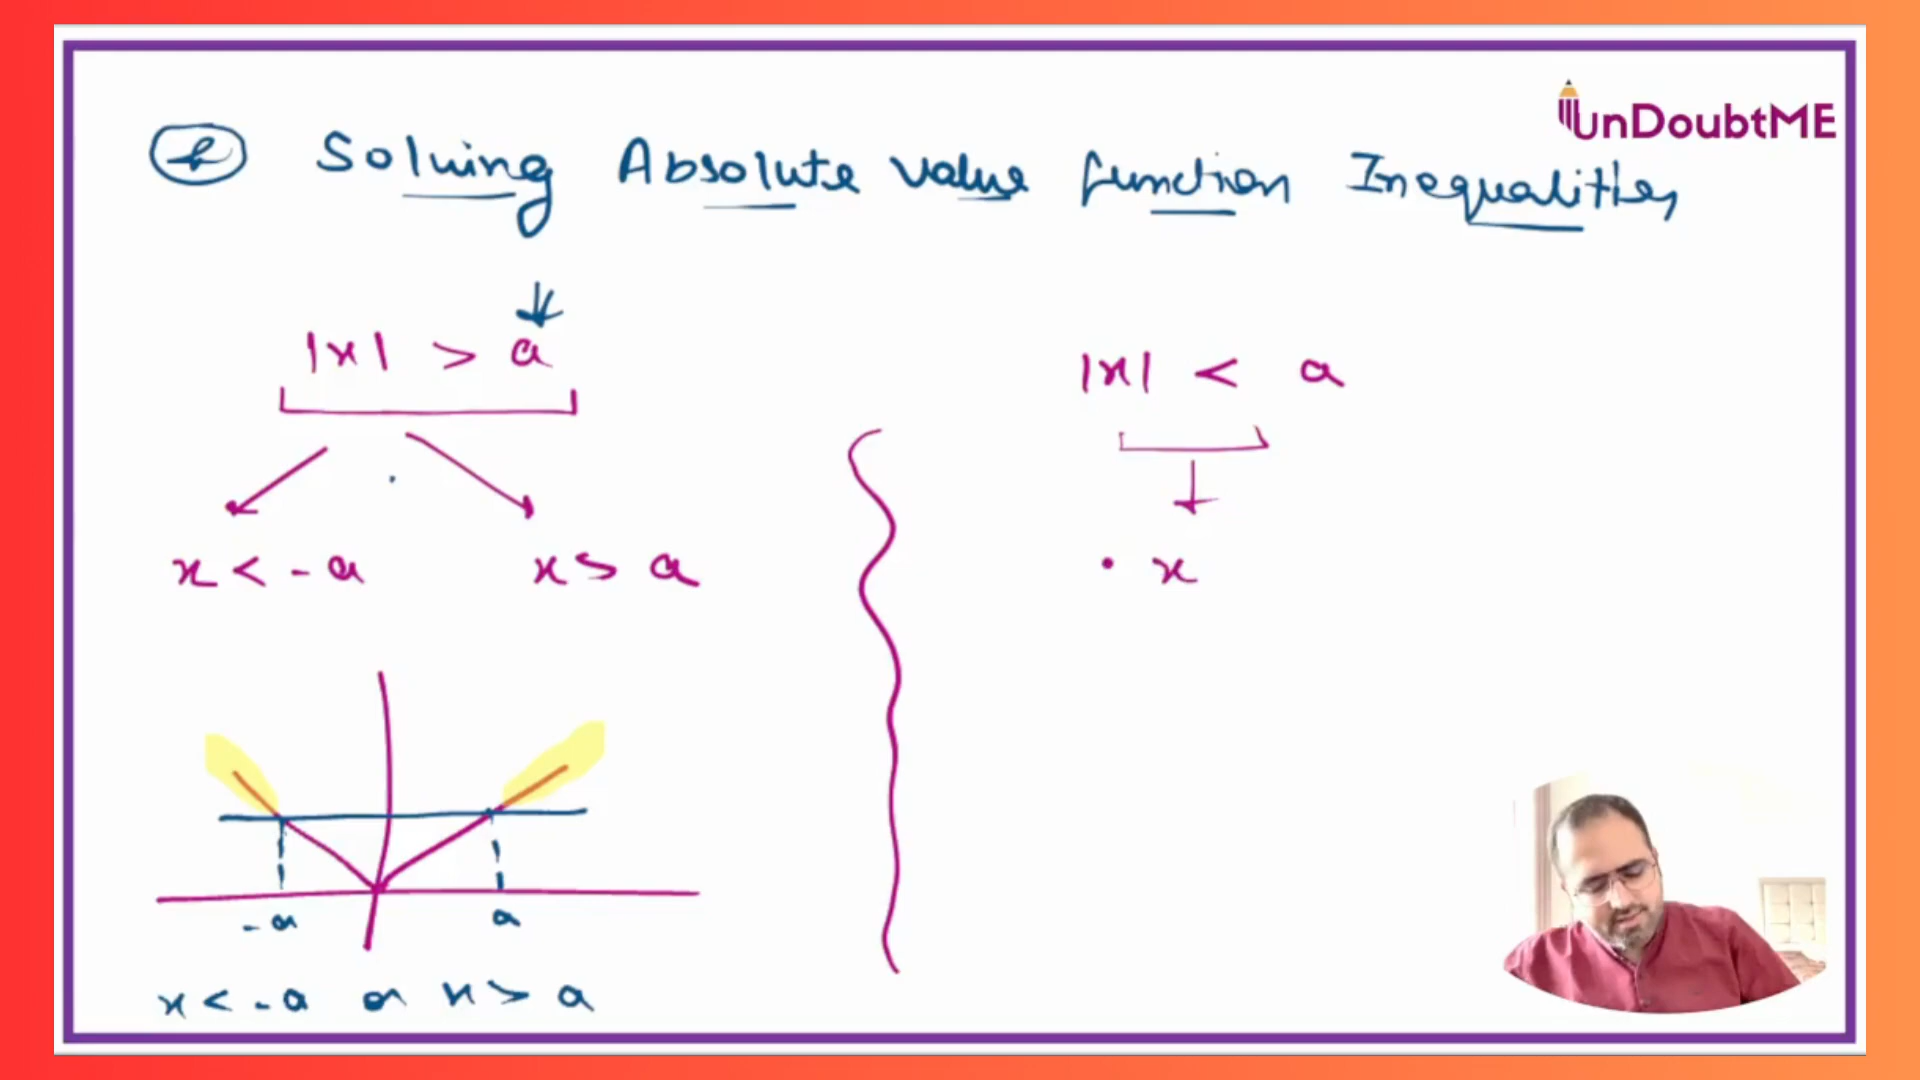 UnDoubtME
Solving Absolute value function Inequalities
|x| > a
x < -a
x > a
-a
a
x < -a or x > a
|x| < a
x